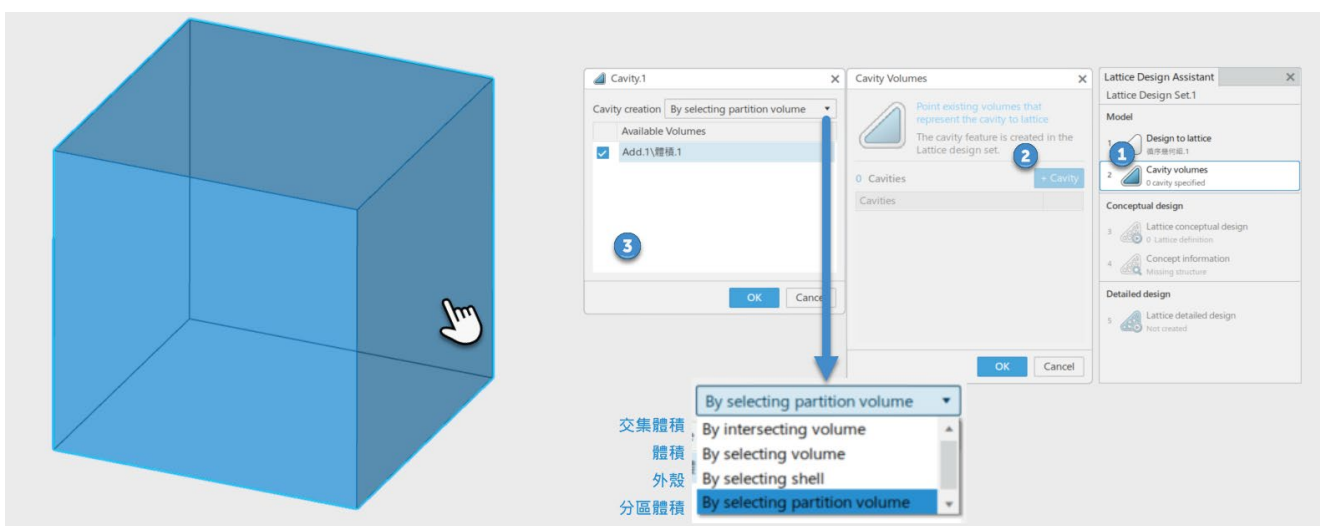 Cavity.1
Cavity creation By selecting partition volume
Available Volumes
Add.1\體積.1
3
OK Cancel
Cavity Volumes
Point existing volumes that
represent the cavity to lattice
The cavity feature is created in the
Lattice design set.
2
0 Cavities + Cavity
Cavities
OK Cancel
Lattice Design Assistant
Lattice Design Set.1
Model
1 Design to lattice
循序幾何組.1
1
2 Cavity volumes
0 cavity specified
Conceptual design
3 Lattice conceptual design
0 Lattice definition
4 Concept information
Missing structure
Detailed design
5 Lattice detailed design
Not created
By selecting partition volume
交集體積 By intersecting volume
體積 By selecting volume
外殼 By selecting shell
分區體積 By selecting partition volume